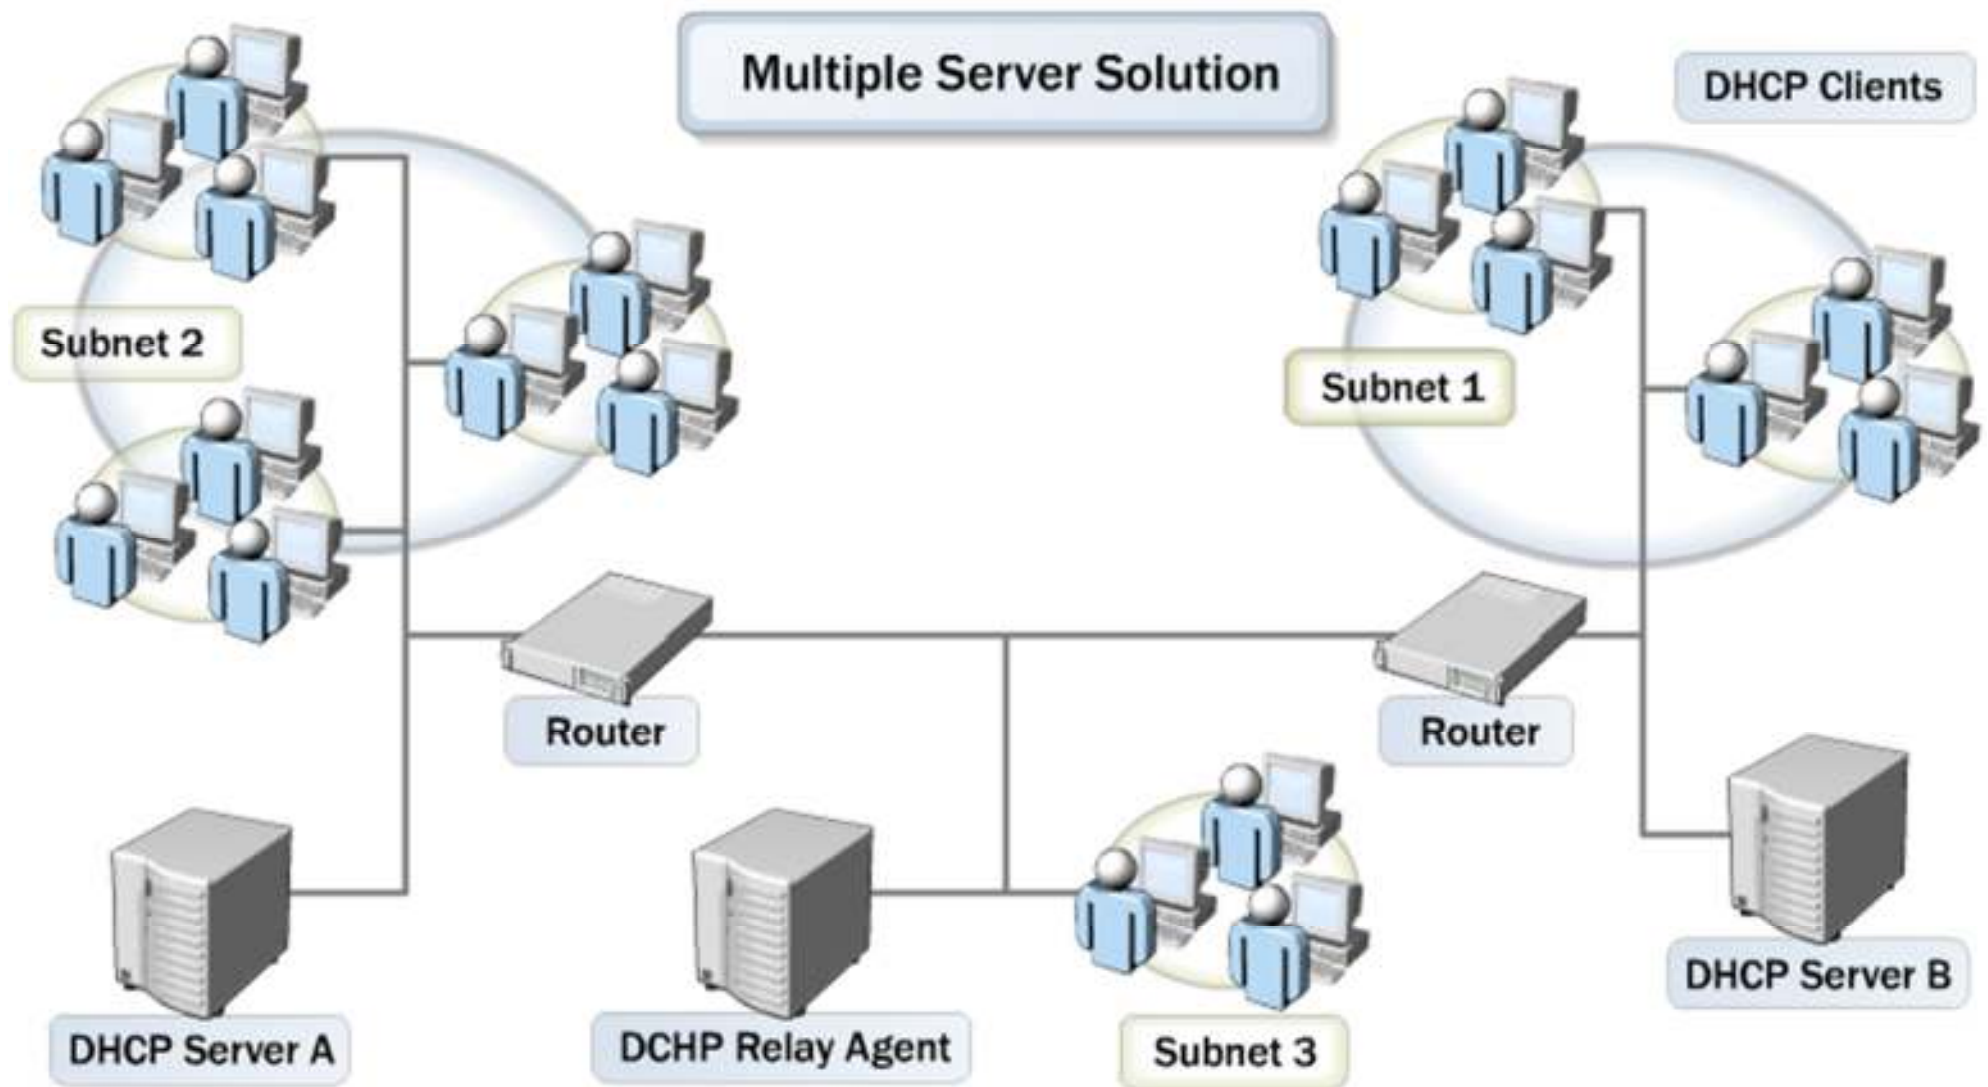 Multiple Server Solution
DHCP Clients
Subnet 2
Subnet 1
Router
Router
DHCP Server A
DCHP Relay Agent
Subnet 3
DHCP Server B